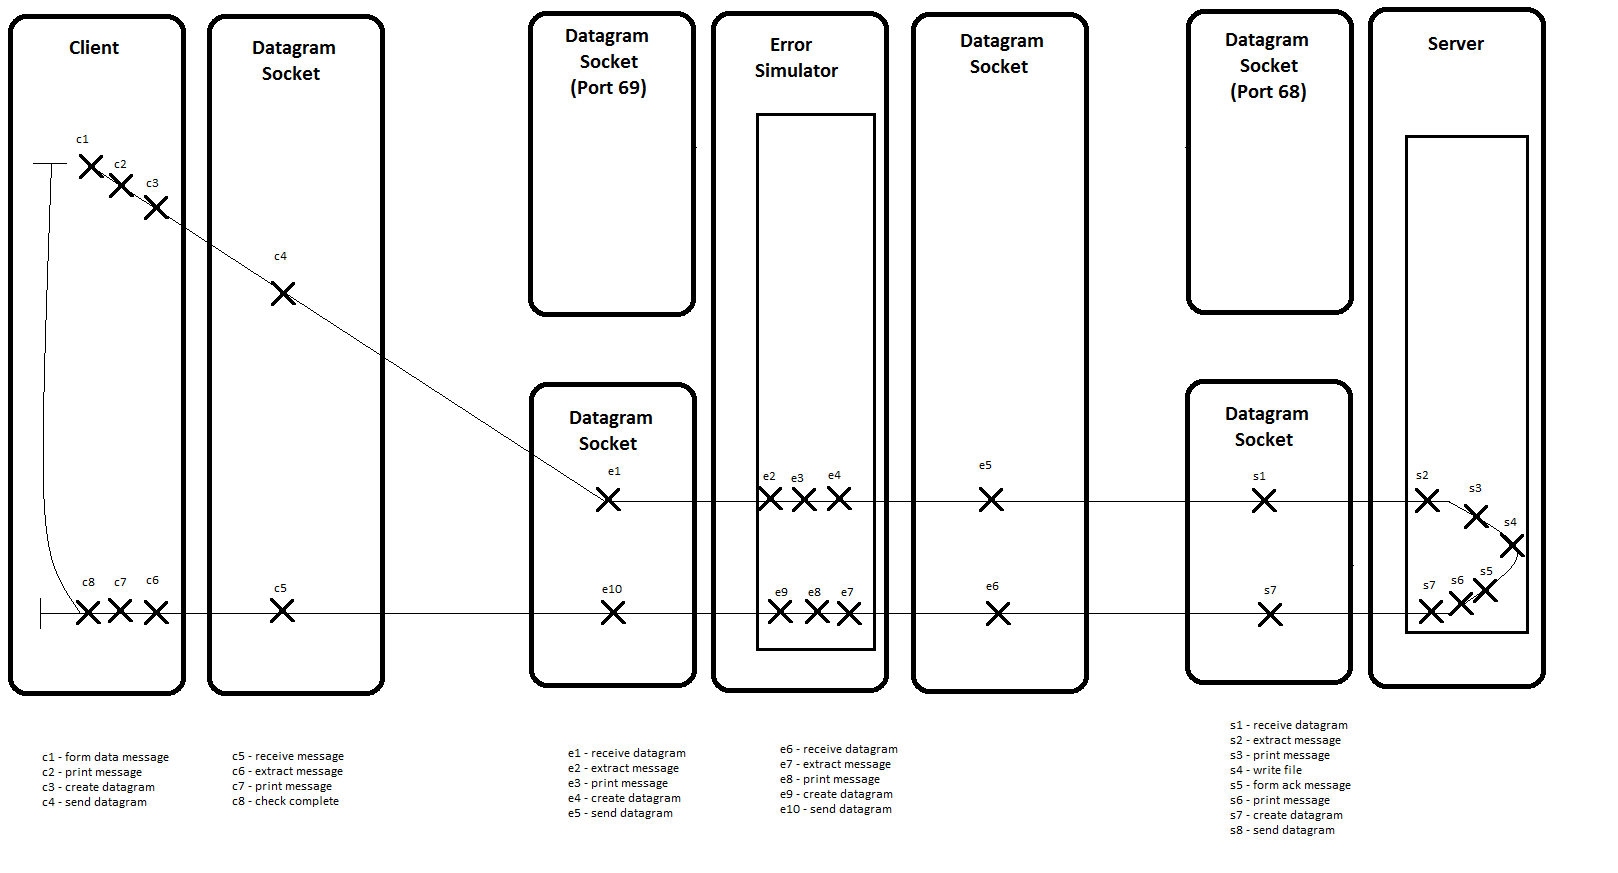 Client
Datagram
Socket
Datagram
Socket
(Port 69)
Error
Simulator
Datagram
Socket
Datagram
Socket
(Port 68)
Server
c1
c2
c3
c4
Datagram
Socket
Datagram
Socket
e1
e2
e3
e4
e5
s1
s2
s3
s4
c8
c7
c6
c5
e10
e9
e8
e7
e6
s7
s7
s6
s5
c1 - form data message
c2 - print message
c3 - create datagram
c4 - send datagram
c5 - receive message
c6 - extract message
c7 - print message
c8 - check complete
e1 - receive datagram
e2 - extract message
e3 - print message
e4 - create datagram
e5 - send datagram
e6 - receive datagram
e7 - extract message
e8 - print message
e9 - create datagram
e10 - send datagram
s1 - receive datagram
s2 - extract message
s3 - print message
s4 - write file
s5 - form ack message
s6 - print message
s7 - create datagram
s8 - send datagram